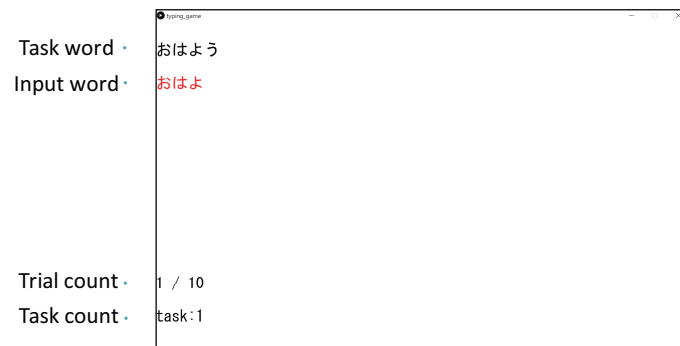 typing_game
Task word おはよう
Input word おはよ
Trial count 1 / 10
Task count task:1